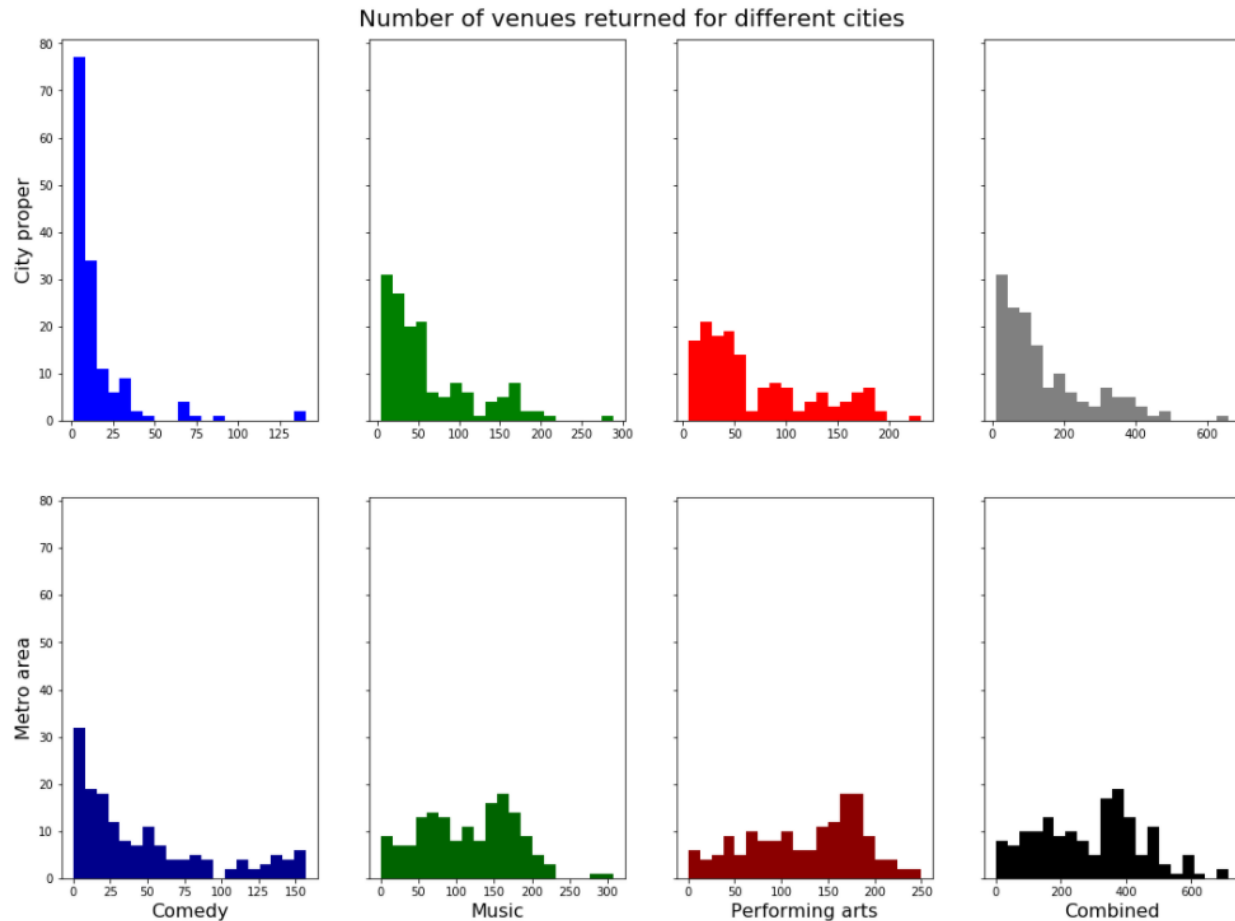 Number of venues returned for different cities
80
70
60
50
40
30
20
10
0
City proper
0 25 50 75 100 125
0 50 100 150 200 250 300
0 50 100 150 200
0 200 400 600
80
70
60
50
40
30
20
10
0
Metro area
0 25 50 75 100 125 150
0 50 100 150 200 250 300
0 50 100 150 200 250
0 200 400 600
Comedy
Music
Performing arts
Combined